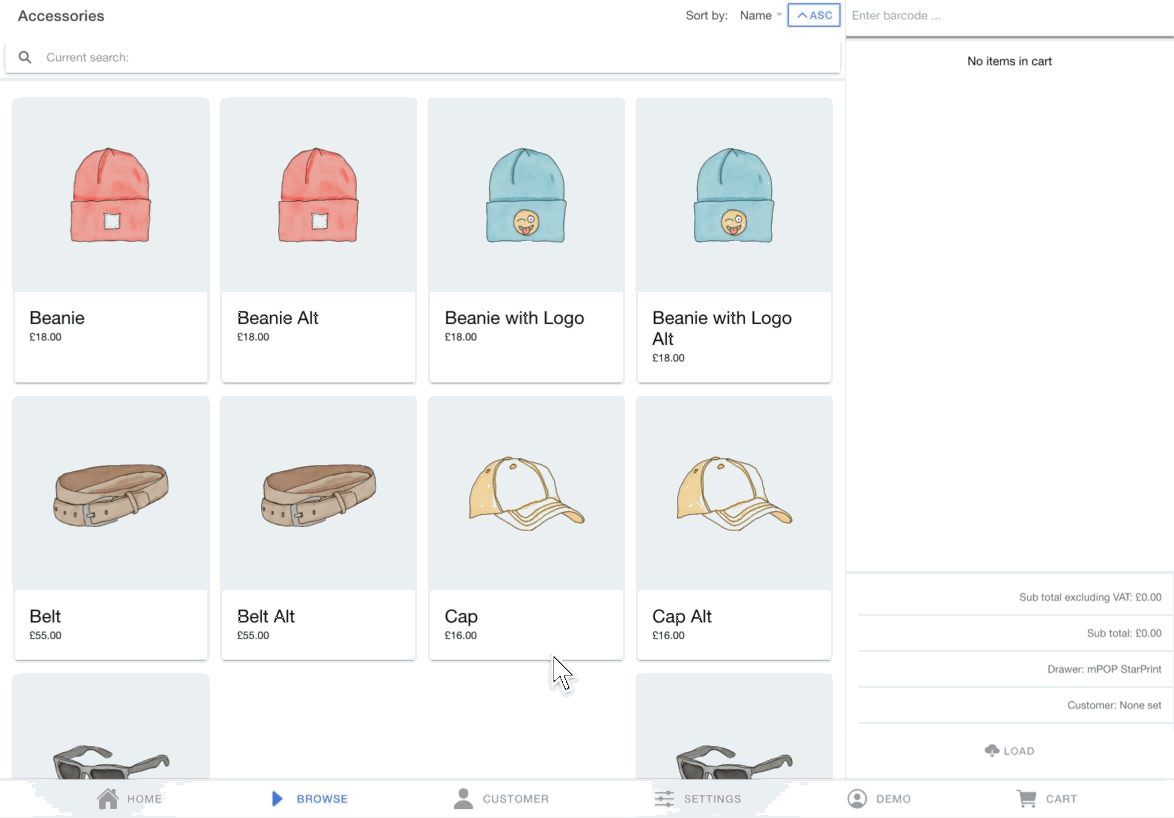 Accessories
Sort by: Name ASC
Enter barcode ...
Current search:
No items in cart
Beanie
£18.00
Beanie Alt
£18.00
Beanie with Logo
£18.00
Beanie with Logo
Alt
£18.00
Belt
£55.00
Belt Alt
£55.00
Cap
£16.00
Cap Alt
£16.00
Sub total excluding VAT: £0.00
Sub total: £0.00
Drawer: mPOP StarPrint
Customer: None set
LOAD
HOME
BROWSE
CUSTOMER
SETTINGS
DEMO
CART